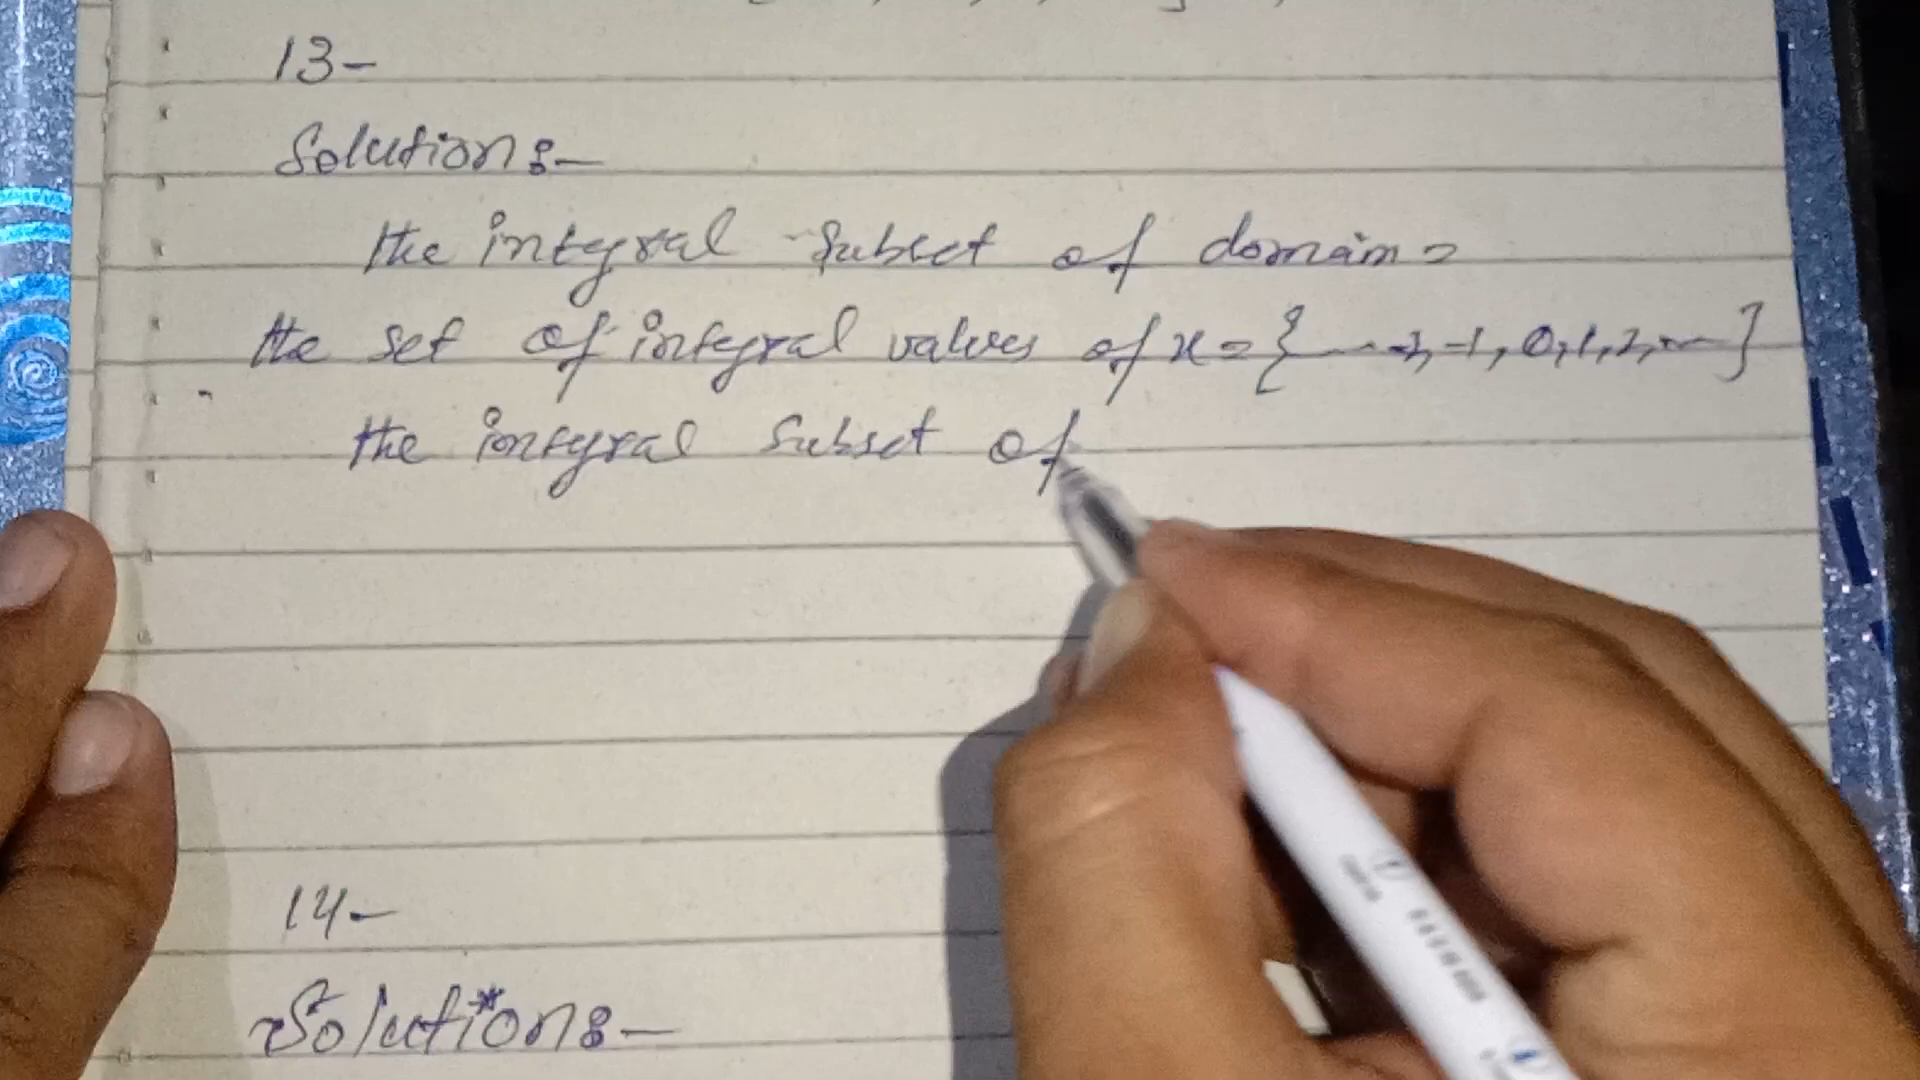 13-
Solution:-
the integral subset of domain =
the set of integral values of x = {.... -2, -1, 0, 1, 2, ....}
the integral subset of
14-
Solution:-